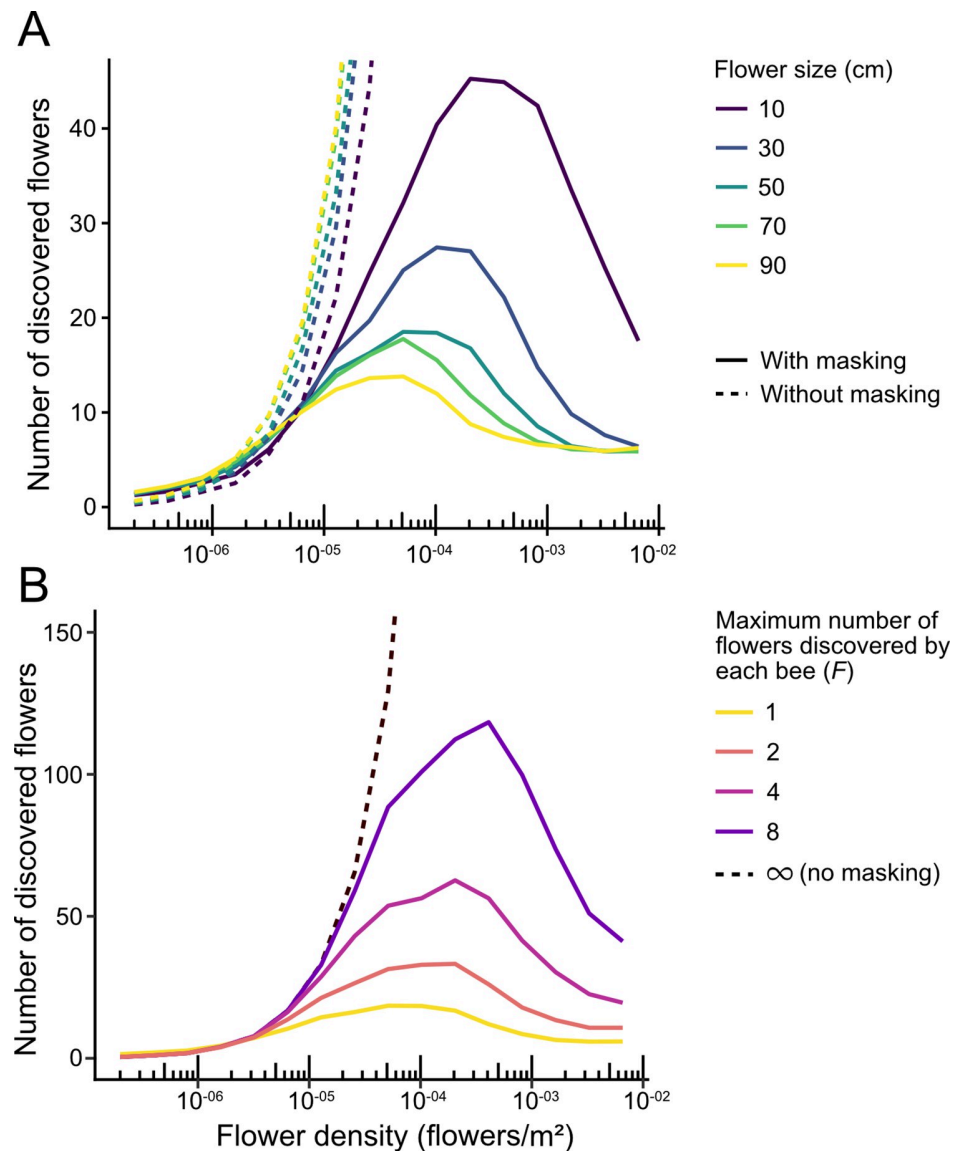 A
Number of discovered flowers
40
30
20
10
0
10-06
10-05
10-04
10-03
10-02
Flower size (cm)
10
30
50
70
90
With masking
Without masking
B
Number of discovered flowers
150
100
50
0
10-06
10-05
10-04
10-03
10-02
Flower density (flowers/m²)
Maximum number of
flowers discovered by
each bee (F)
1
2
4
8
∞ (no masking)